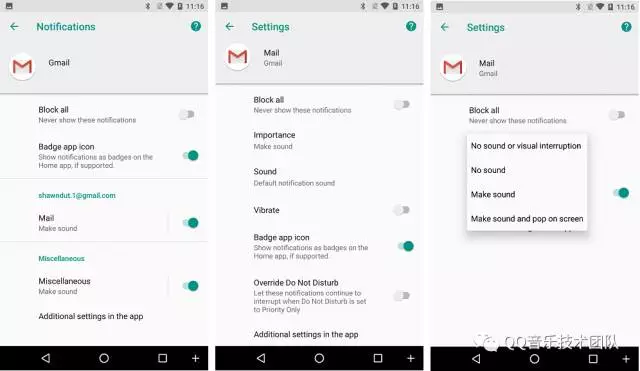 11:16
Notifications
Gmail
Block all
Never show these notifications
Badge app icon
Show notifications as badges on the
Home app, if supported.
shawndut.1@gmail.com
Mail
Make sound
Miscellaneous
Miscellaneous
Make sound
Additional settings in the app
11:16
Settings
Mail
Gmail
Block all
Never show these notifications
Importance
Make sound
Sound
Default notification sound
Vibrate
Badge app icon
Show notifications as badges on the
Home app, if supported.
Override Do Not Disturb
Let these notifications continue to
interrupt when Do Not Disturb is set
to Priority Only
Additional settings in the app
11:16
Settings
Mail
Gmail
Block all
Never show these notifications
No sound or visual interruption
No sound
Make sound
Make sound and pop on screen
QQ音乐技术团队